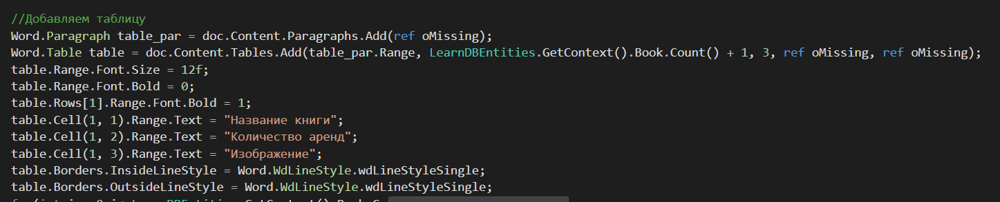 //Добавляем таблицу
Word.Paragraph table_par = doc.Content.Paragraphs.Add(ref oMissing);
Word.Table table = doc.Content.Tables.Add(table_par.Range, LearnDBEntities.GetContext().Book.Count() + 1, 3, ref oMissing, ref oMissing);
table.Range.Font.Size = 12f;
table.Range.Font.Bold = 0;
table.Rows[1].Range.Font.Bold = 1;
table.Cell(1, 1).Range.Text = "Название книги";
table.Cell(1, 2).Range.Text = "Количество аренд";
table.Cell(1, 3).Range.Text = "Изображение";
table.Borders.InsideLineStyle = Word.WdLineStyle.wdLineStyleSingle;
table.Borders.OutsideLineStyle = Word.WdLineStyle.wdLineStyleSingle;